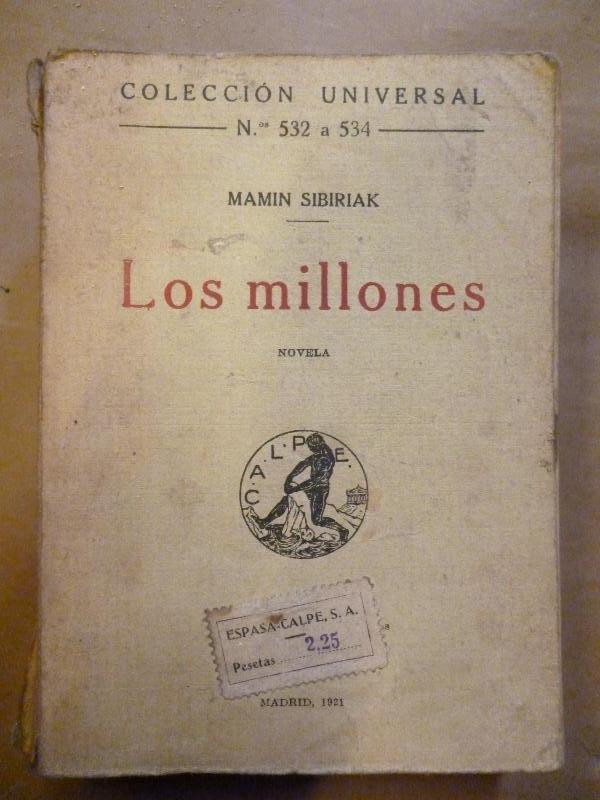 COLECCIÓN UNIVERSAL
N.os 532 a 534
MAMIN SIBIRIAK
Los millones
NOVELA
C.A.L.P.E.
ESPASA-CALPE, S. A.
Pesetas 2.25
MADRID, 1921